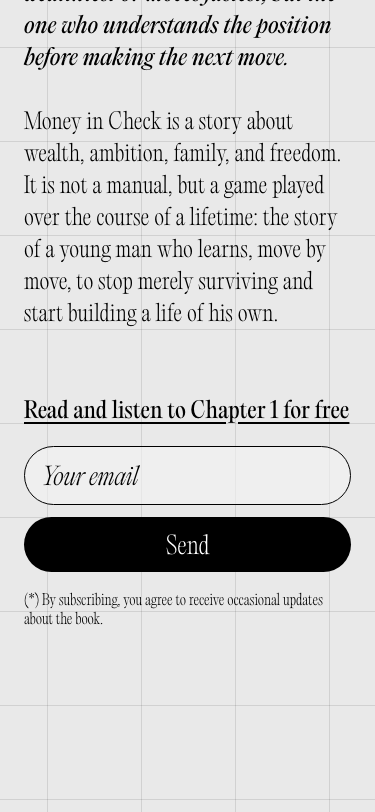 one who understands the position
before making the next move.
Money in Check is a story about
wealth, ambition, family, and freedom.
It is not a manual, but a game played
over the course of a lifetime: the story
of a young man who learns, move by
move, to stop merely surviving and
start building a life of his own.
Read and listen to Chapter 1 for free
Your email
Send
(*) By subscribing, you agree to receive occasional updates
about the book.